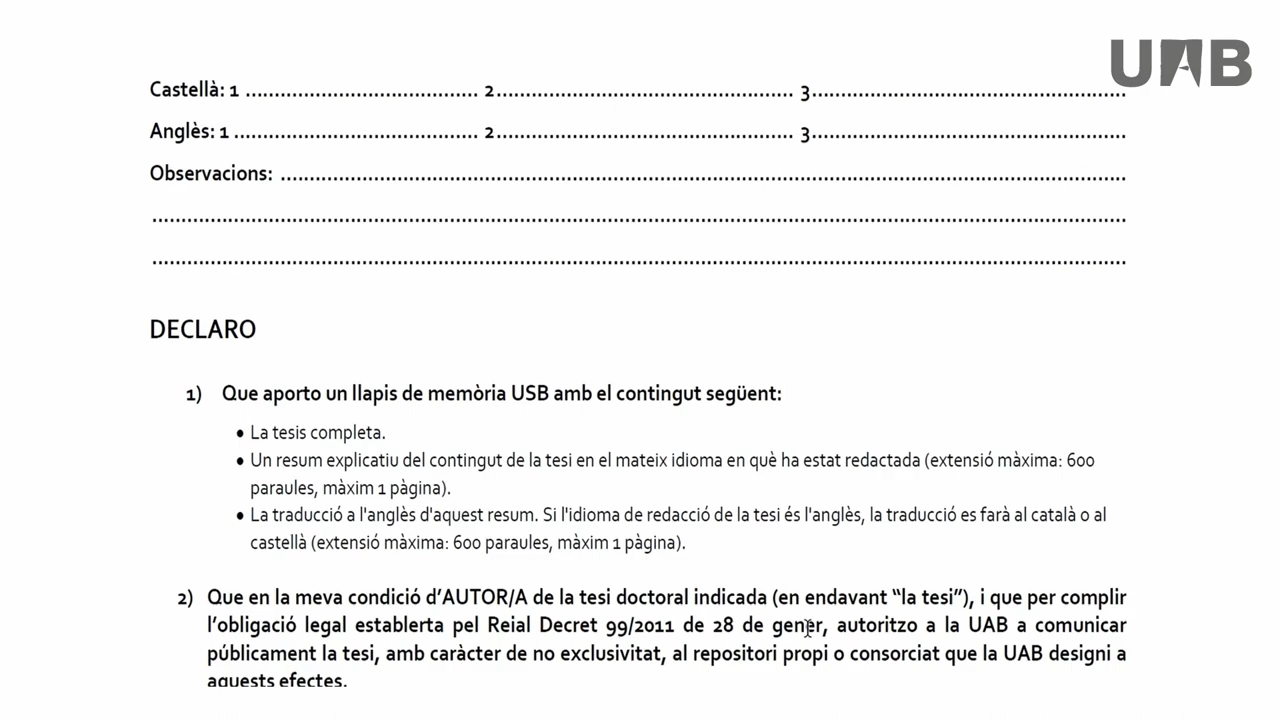 UAB
Castellà: 1 .................................................... 2.................................................................. 3......................................................................
Anglès: 1 ...................................................... 2.................................................................. 3......................................................................
Observacions: ............................................................................................................................................................................................
........................................................................................................................................................................................................................
........................................................................................................................................................................................................................
DECLARO
1) Que aporto un llapis de memòria USB amb el contingut següent:
• La tesis completa.
• Un resum explicatiu del contingut de la tesi en el mateix idioma en què ha estat redactada (extensió màxima: 600
paraules, màxim 1 pàgina).
• La traducció a l'anglès d'aquest resum. Si l'idioma de redacció de la tesi és l'anglès, la traducció es farà al català o al
castellà (extensió màxima: 600 paraules, màxim 1 pàgina).
2) Que en la meva condició d’AUTOR/A de la tesi doctoral indicada (en endavant “la tesi”), i que per complir
l’obligació legal establerta pel Reial Decret 99/2011 de 28 de gener, autoritzo a la UAB a comunicar
públicament la tesi, amb caràcter de no exclusivitat, al repositori propi o consorciat que la UAB designi a
aquests efectes.